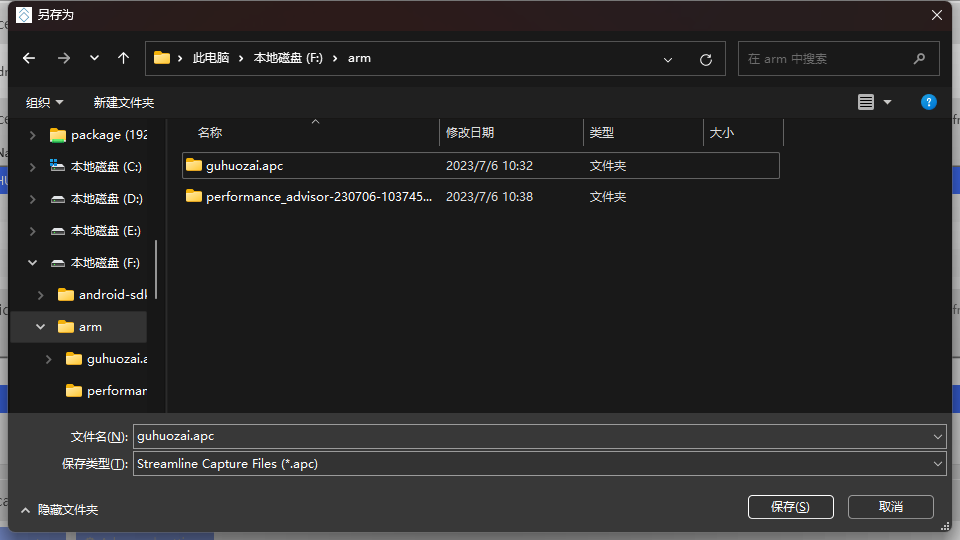 另存为
此电脑 > 本地磁盘 (F:) > arm
在 arm 中搜索
组织
新建文件夹
名称 修改日期 类型 大小
package (192
本地磁盘 (C:)
本地磁盘 (D:)
本地磁盘 (E:)
本地磁盘 (F:)
android-sdk
arm
guhuozai.a
performan
guhuozai.apc 2023/7/6 10:32 文件夹
performance_advisor-230706-103745... 2023/7/6 10:38 文件夹
文件名(N): guhuozai.apc
保存类型(T): Streamline Capture Files (*.apc)
隐藏文件夹
保存(S)
取消